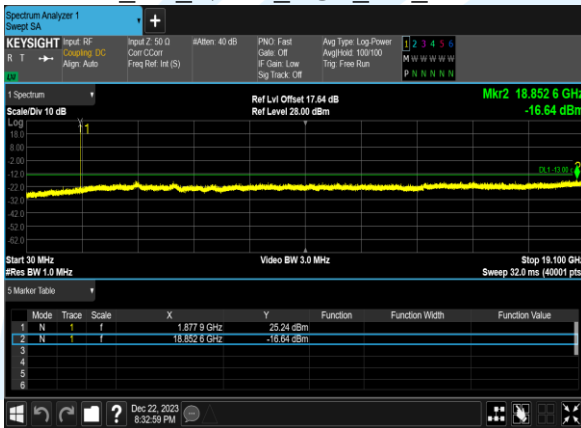 Spectrum Analyzer 1
Swept SA
KEYSIGHT Input: RF Input Z: 50 Ω #Atten: 40 dB PNO: Fast Avg Type: Log-Power 1 2 3 4 5 6
R T Coupling: DC Corr CCorr Gate: Off Avg|Hold: 100/100 M W W W W W
Align: Auto Freq Ref: Int (S) IF Gain: Low Trig: Free Run
LV Sig Track: Off P N N N N N
1 Spectrum Ref Lvl Offset 17.64 dB Mkr2 18.852 6 GHz
Scale/Div 10 dB Ref Level 28.00 dBm -16.64 dBm
Log
18.0 1
8.00
-2.00
-12.0 DL1 -13.00
-22.0
-32.0
-42.0
-52.0
-62.0
Start 30 MHz Video BW 3.0 MHz Stop 19.100 GHz
#Res BW 1.0 MHz Sweep 32.0 ms (40001 pts
5 Marker Table
Mode Trace Scale X Y Function Function Width Function Value
1 N 1 f 1.877 9 GHz 25.24 dBm
2 N 1 f 18.852 6 GHz -16.64 dBm
3
4
5
6
? Dec 22, 2023
8:32:59 PM